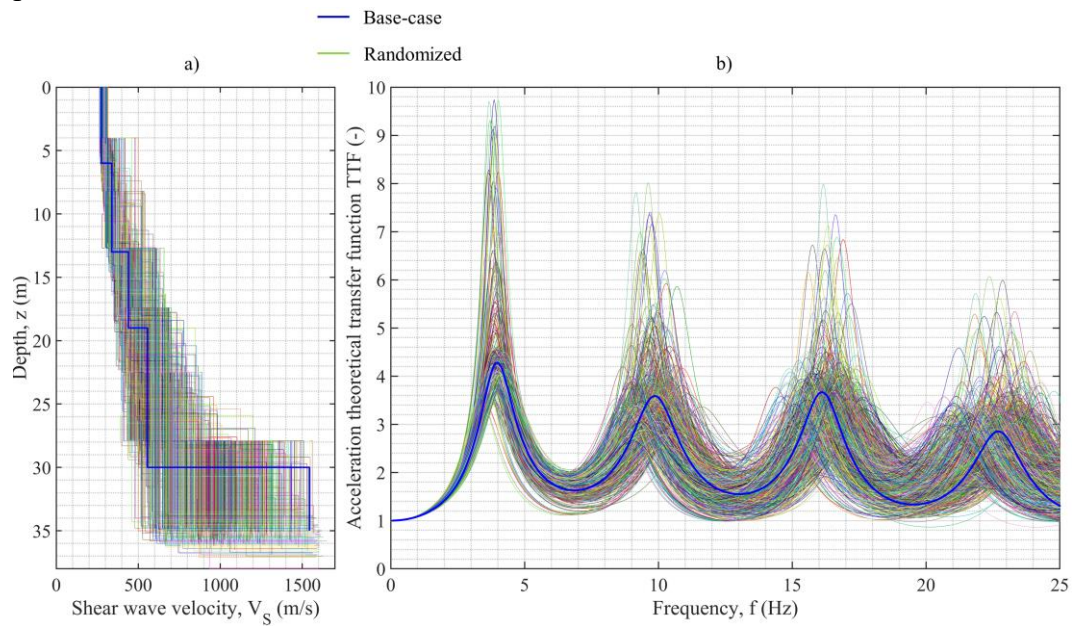 Base-case
Randomized
a)
b)
0
5
10
15
20
25
30
35
Depth, z (m)
0 500 1000 1500
Shear wave velocity, V_S (m/s)
10
9
8
7
6
5
4
3
2
1
0
Acceleration theoretical transfer function TTF (-)
0 5 10 15 20 25
Frequency, f (Hz)